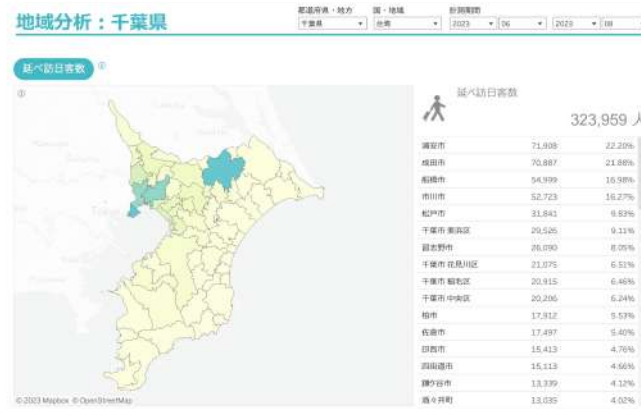 地域分析：千葉県
都道府県・地方
国・地域
計測期間
千葉県
台湾
2023
06
2023
08
延べ訪日客数
延べ訪日客数
323,959 人
浦安市 71,908 22.20%
成田市 70,887 21.88%
船橋市 54,999 16.98%
市川市 52,723 16.27%
松戸市 31,841 9.83%
千葉市 美浜区 29,526 9.11%
習志野市 26,090 8.05%
千葉市 花見川区 21,075 6.51%
千葉市 稲毛区 20,915 6.46%
千葉市 中央区 20,206 6.24%
柏市 17,912 5.53%
佐倉市 17,497 5.40%
印西市 15,413 4.76%
四街道市 15,113 4.66%
鎌ケ谷市 13,339 4.12%
酒々井町 13,035 4.02%
© 2023 Mapbox © OpenStreetMap